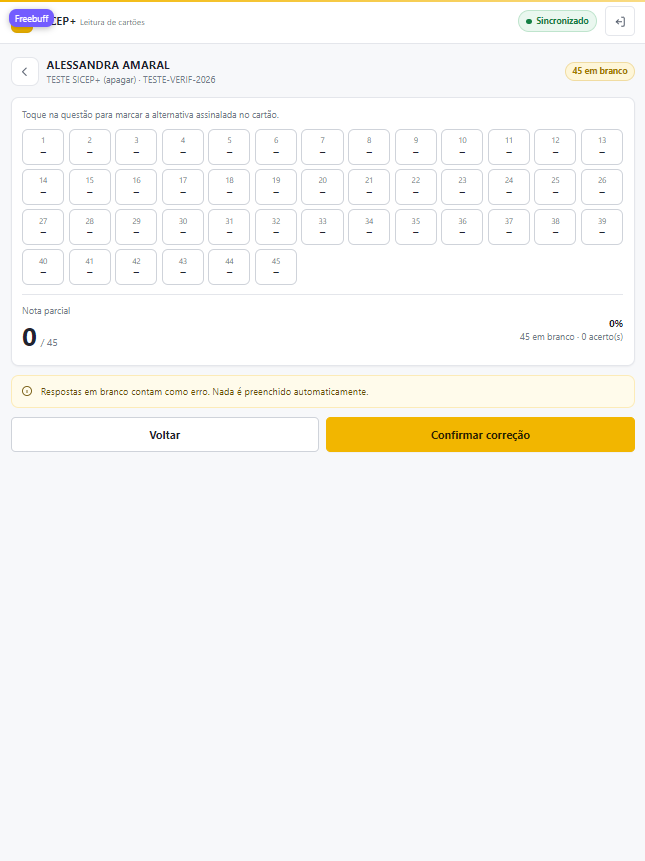 Freebuff
CEP+ Leitura de cartões
Sincronizado
ALESSANDRA AMARAL
TESTE SICEP+ (apagar) · TESTE-VERIF-2026
45 em branco
Toque na questão para marcar a alternativa assinalada no cartão.
1 2 3 4 5 6 7 8 9 10 11 12 13
– – – – – – – – – – – – –
14 15 16 17 18 19 20 21 22 23 24 25 26
– – – – – – – – – – – – –
27 28 29 30 31 32 33 34 35 36 37 38 39
– – – – – – – – – – – – –
40 41 42 43 44 45
– – – – – –
Nota parcial
0 / 45
0%
45 em branco · 0 acerto(s)
Respostas em branco contam como erro. Nada é preenchido automaticamente.
Voltar
Confirmar correção